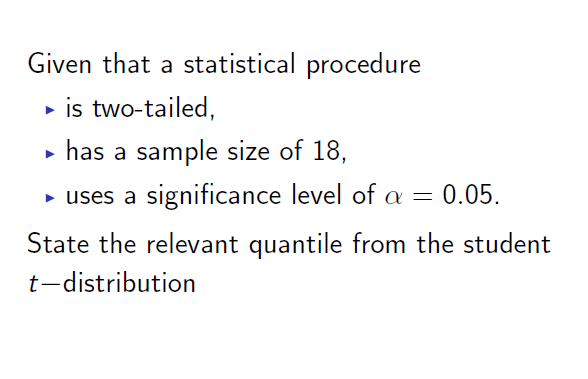 Given that a statistical procedure
▸ is two-tailed,
▸ has a sample size of 18,
▸ uses a significance level of α = 0.05.
State the relevant quantile from the student
t−distribution